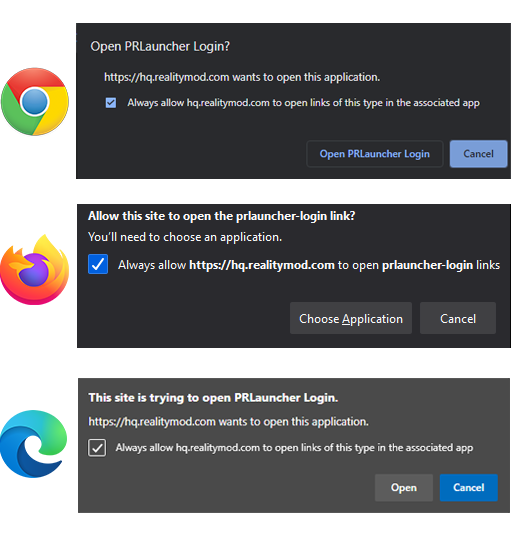 Open PRLauncher Login?
https://hq.realitymod.com wants to open this application.
Always allow hq.realitymod.com to open links of this type in the associated app
Open PRLauncher Login
Cancel
Allow this site to open the prlauncher-login link?
You'll need to choose an application.
Always allow https://hq.realitymod.com to open prlauncher-login links
Choose Application
Cancel
This site is trying to open PRLauncher Login.
https://hq.realitymod.com wants to open this application.
Always allow hq.realitymod.com to open links of this type in the associated app
Open
Cancel